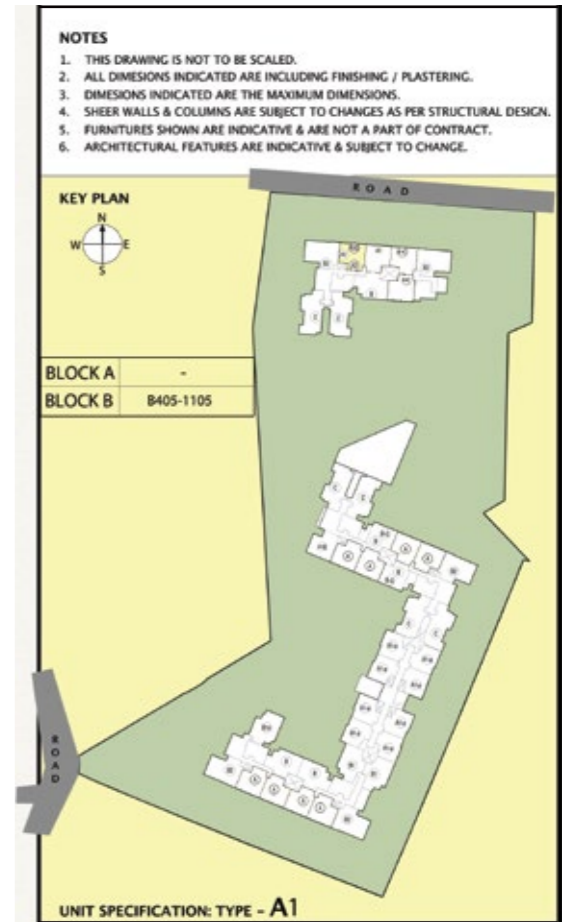 NOTES
1. THIS DRAWING IS NOT TO BE SCALED.
2. ALL DIMESIONS INDICATED ARE INCLUDING FINISHING / PLASTERING.
3. DIMESIONS INDICATED ARE THE MAXIMUM DIMENSIONS.
4. SHEER WALLS & COLUMNS ARE SUBJECT TO CHANGES AS PER STRUCTURAL DESIGN.
5. FURNITURES SHOWN ARE INDICATIVE & ARE NOT A PART OF CONTRACT.
6. ARCHITECTURAL FEATURES ARE INDICATIVE & SUBJECT TO CHANGE.
ROAD
KEY PLAN
N
W E
S
BLOCK A -
BLOCK B B405-1105
ROAD
UNIT SPECIFICATION: TYPE - A1